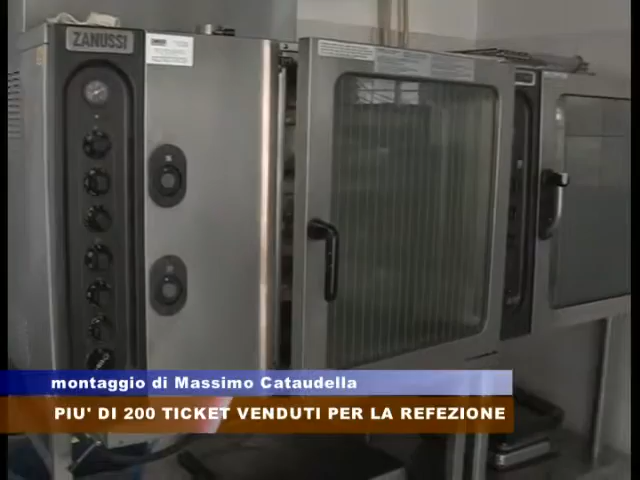 ZANUSSI
montaggio di Massimo Cataudella
PIU' DI 200 TICKET VENDUTI PER LA REFEZIONE